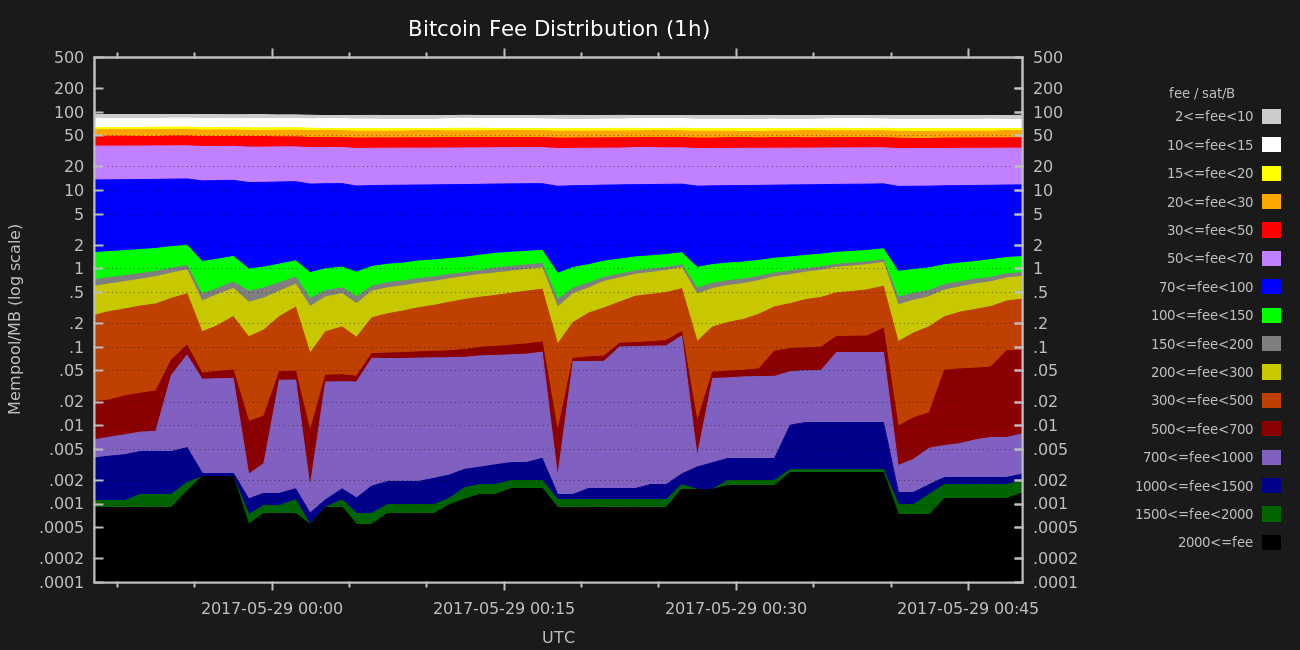 Bitcoin Fee Distribution (1h)
500 500
200 200
100 100
50 50
20 20
10 10
5 5
2 2
1 1
.5 .5
.2 .2
.1 .1
.05 .05
.02 .02
.01 .01
.005 .005
.002 .002
.001 .001
.0005 .0005
.0002 .0002
.0001 .0001
Mempool/MB (log scale)
2017-05-29 00:00 2017-05-29 00:15 2017-05-29 00:30 2017-05-29 00:45
UTC
fee / sat/B
2<=fee<10
10<=fee<15
15<=fee<20
20<=fee<30
30<=fee<50
50<=fee<70
70<=fee<100
100<=fee<150
150<=fee<200
200<=fee<300
300<=fee<500
500<=fee<700
700<=fee<1000
1000<=fee<1500
1500<=fee<2000
2000<=fee